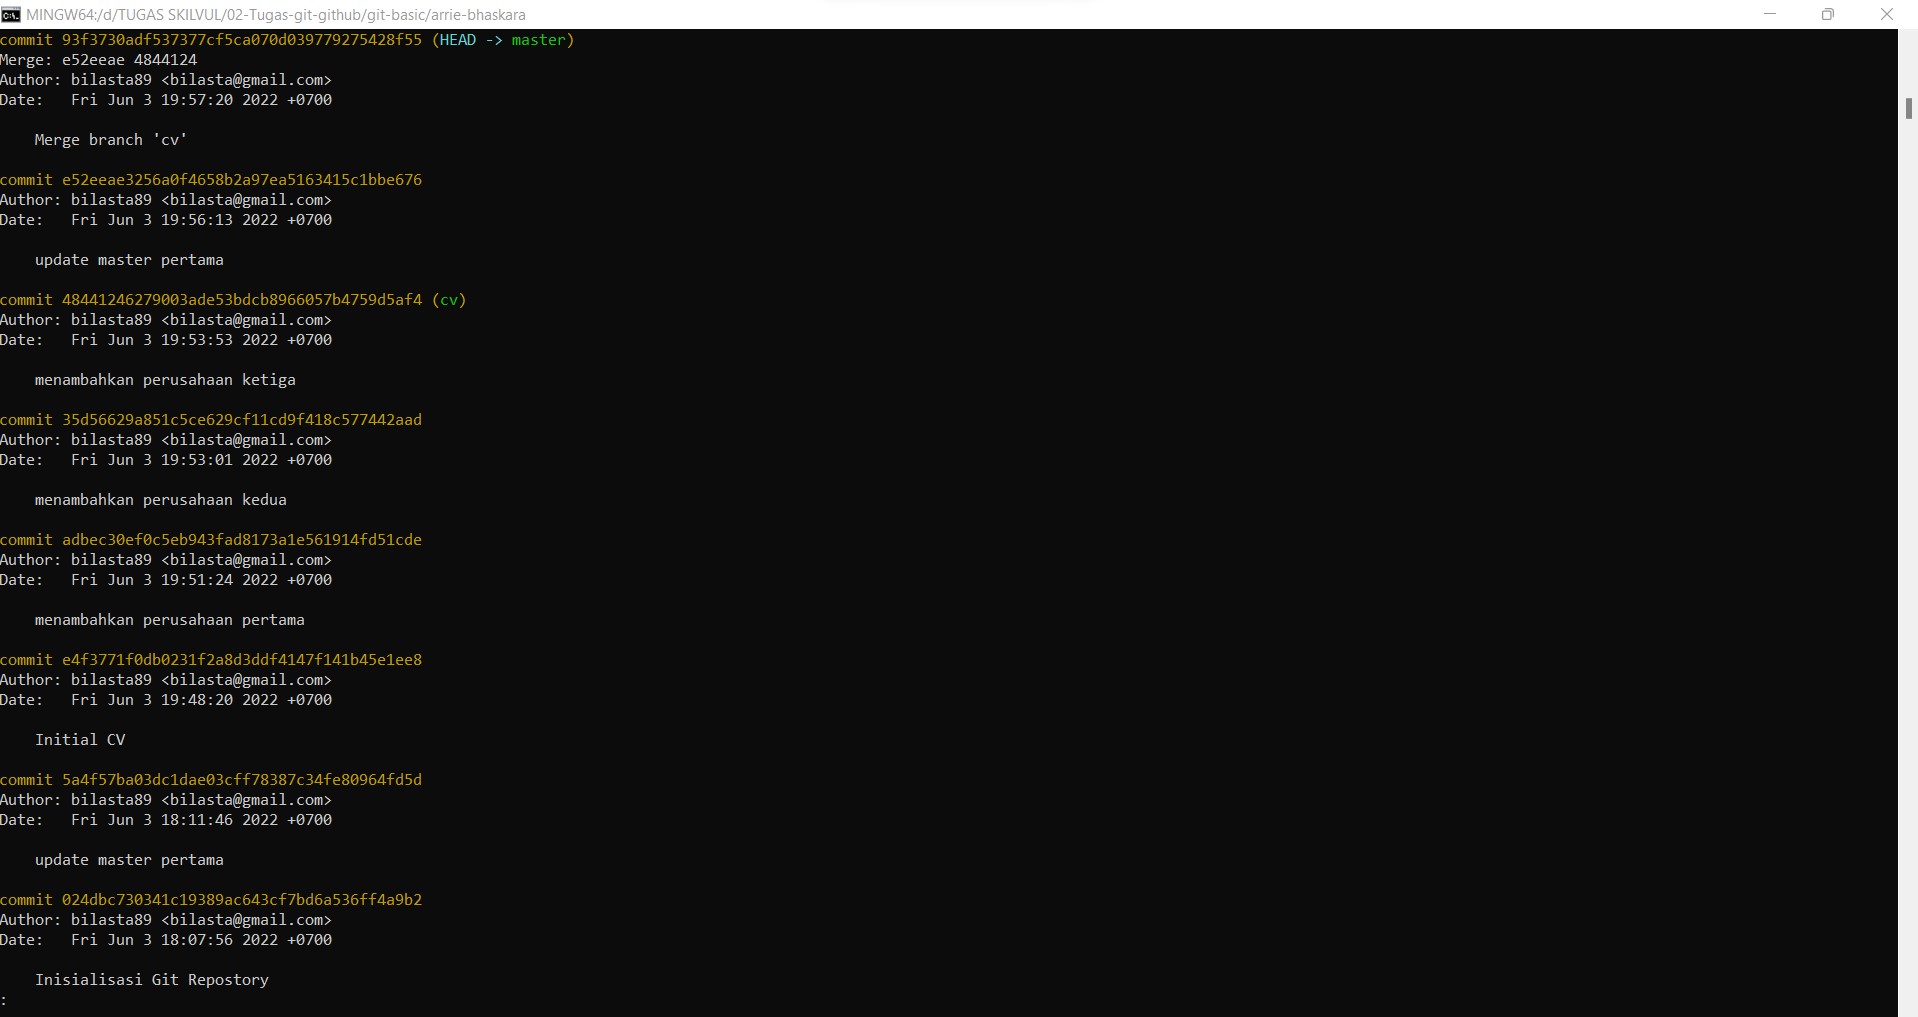 MINGW64:/d/TUGAS SKILVUL/02-Tugas-git-github/git-basic/arrie-bhaskara
commit 93f3730adf537377cf5ca070d039779275428f55 (HEAD -> master)
Merge: e52eeae 4844124
Author: bilasta89 <bilasta@gmail.com>
Date:   Fri Jun 3 19:57:20 2022 +0700
    Merge branch 'cv'
commit e52eeae3256a0f4658b2a97ea5163415c1bbe676
Author: bilasta89 <bilasta@gmail.com>
Date:   Fri Jun 3 19:56:13 2022 +0700
    update master pertama
commit 48441246279003ade53bdcb8966057b4759d5af4 (cv)
Author: bilasta89 <bilasta@gmail.com>
Date:   Fri Jun 3 19:53:53 2022 +0700
    menambahkan perusahaan ketiga
commit 35d56629a851c5ce629cf11cd9f418c577442aad
Author: bilasta89 <bilasta@gmail.com>
Date:   Fri Jun 3 19:53:01 2022 +0700
    menambahkan perusahaan kedua
commit adbec30ef0c5eb943fad8173a1e561914fd51cde
Author: bilasta89 <bilasta@gmail.com>
Date:   Fri Jun 3 19:51:24 2022 +0700
    menambahkan perusahaan pertama
commit e4f3771f0db0231f2a8d3ddf4147f141b45e1ee8
Author: bilasta89 <bilasta@gmail.com>
Date:   Fri Jun 3 19:48:20 2022 +0700
    Initial CV
commit 5a4f57ba03dc1dae03cff78387c34fe80964fd5d
Author: bilasta89 <bilasta@gmail.com>
Date:   Fri Jun 3 18:11:46 2022 +0700
    update master pertama
commit 024dbc730341c19389ac643cf7bd6a536ff4a9b2
Author: bilasta89 <bilasta@gmail.com>
Date:   Fri Jun 3 18:07:56 2022 +0700
    Inisialisasi Git Repostory
: